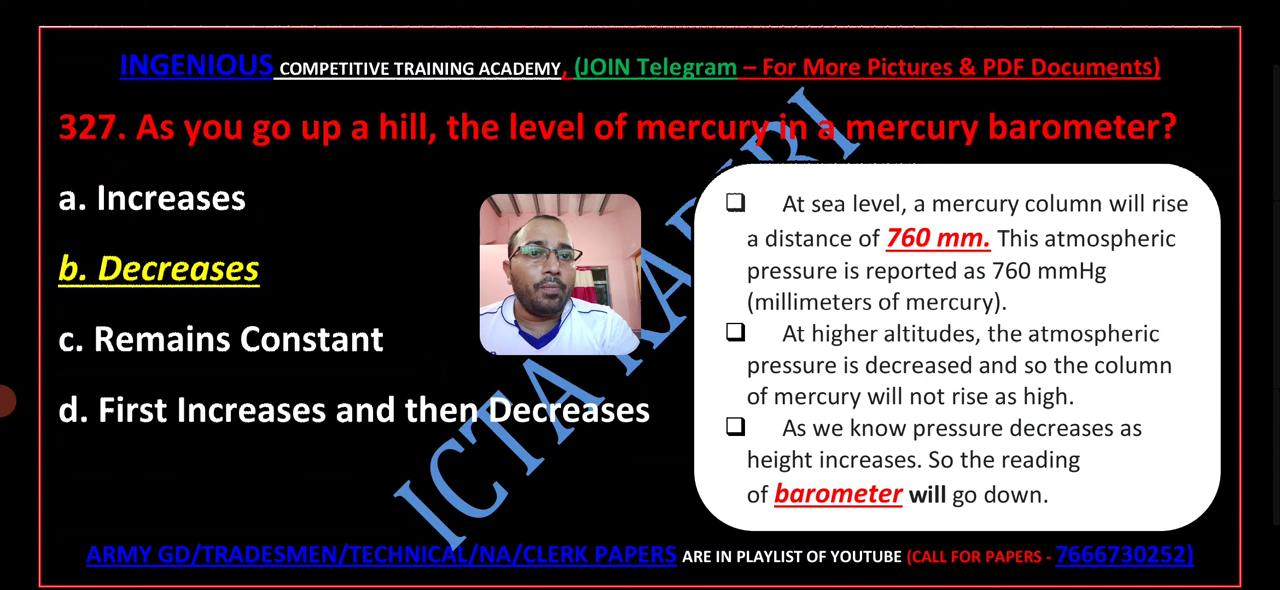 INGENIOUS COMPETITIVE TRAINING ACADEMY, (JOIN Telegram – For More Pictures & PDF Documents)
327. As you go up a hill, the level of mercury in a mercury barometer?
a. Increases
b. Decreases
c. Remains Constant
d. First Increases and then Decreases
At sea level, a mercury column will rise
a distance of 760 mm. This atmospheric
pressure is reported as 760 mmHg
(millimeters of mercury).
At higher altitudes, the atmospheric
pressure is decreased and so the column
of mercury will not rise as high.
As we know pressure decreases as
height increases. So the reading
of barometer will go down.
ARMY GD/TRADESMEN/TECHNICAL/NA/CLERK PAPERS ARE IN PLAYLIST OF YOUTUBE (CALL FOR PAPERS - 7666730252)
ICTA